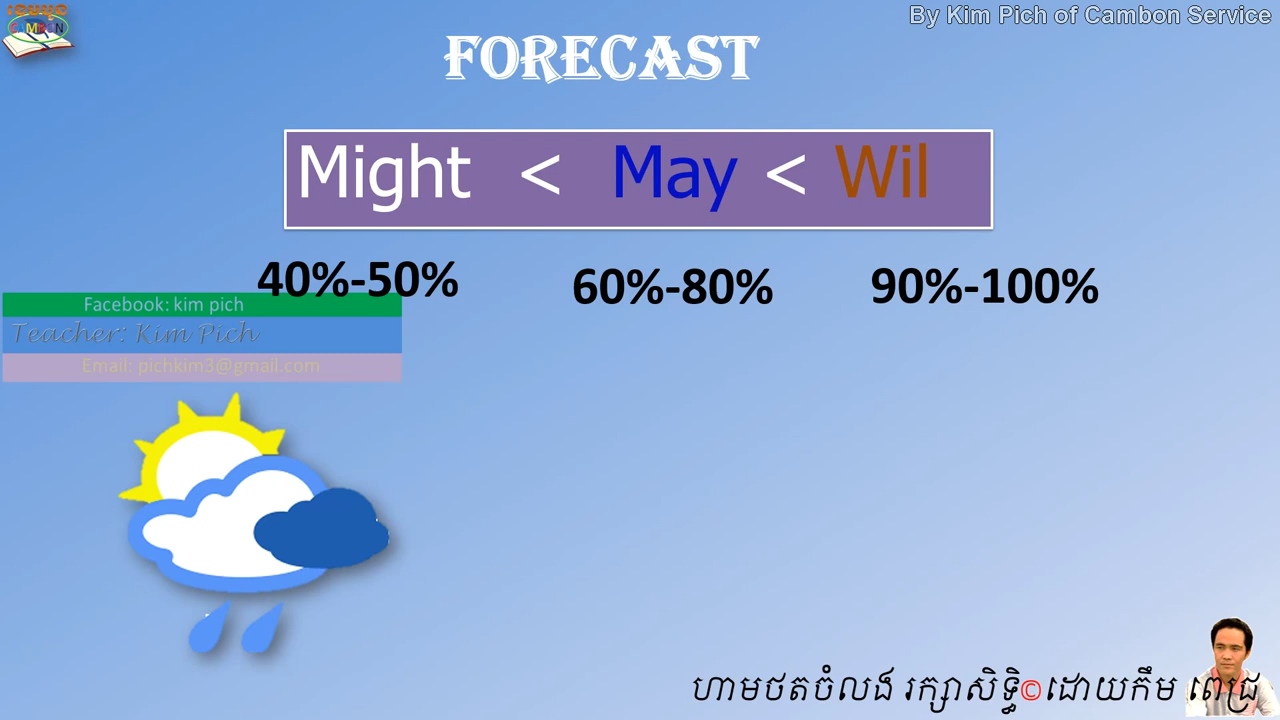 CAMBON
By Kim Pich of Cambon Service
FORECAST
Might < May < Wil
40%-50% 60%-80% 90%-100%
Facebook: kim pich
Teacher: Kim Pich
Email: pichkim3@gmail.com
ហាមថតចំលង រក្សាសិទ្ធិ©ដោយកឹម ពេជ្រ